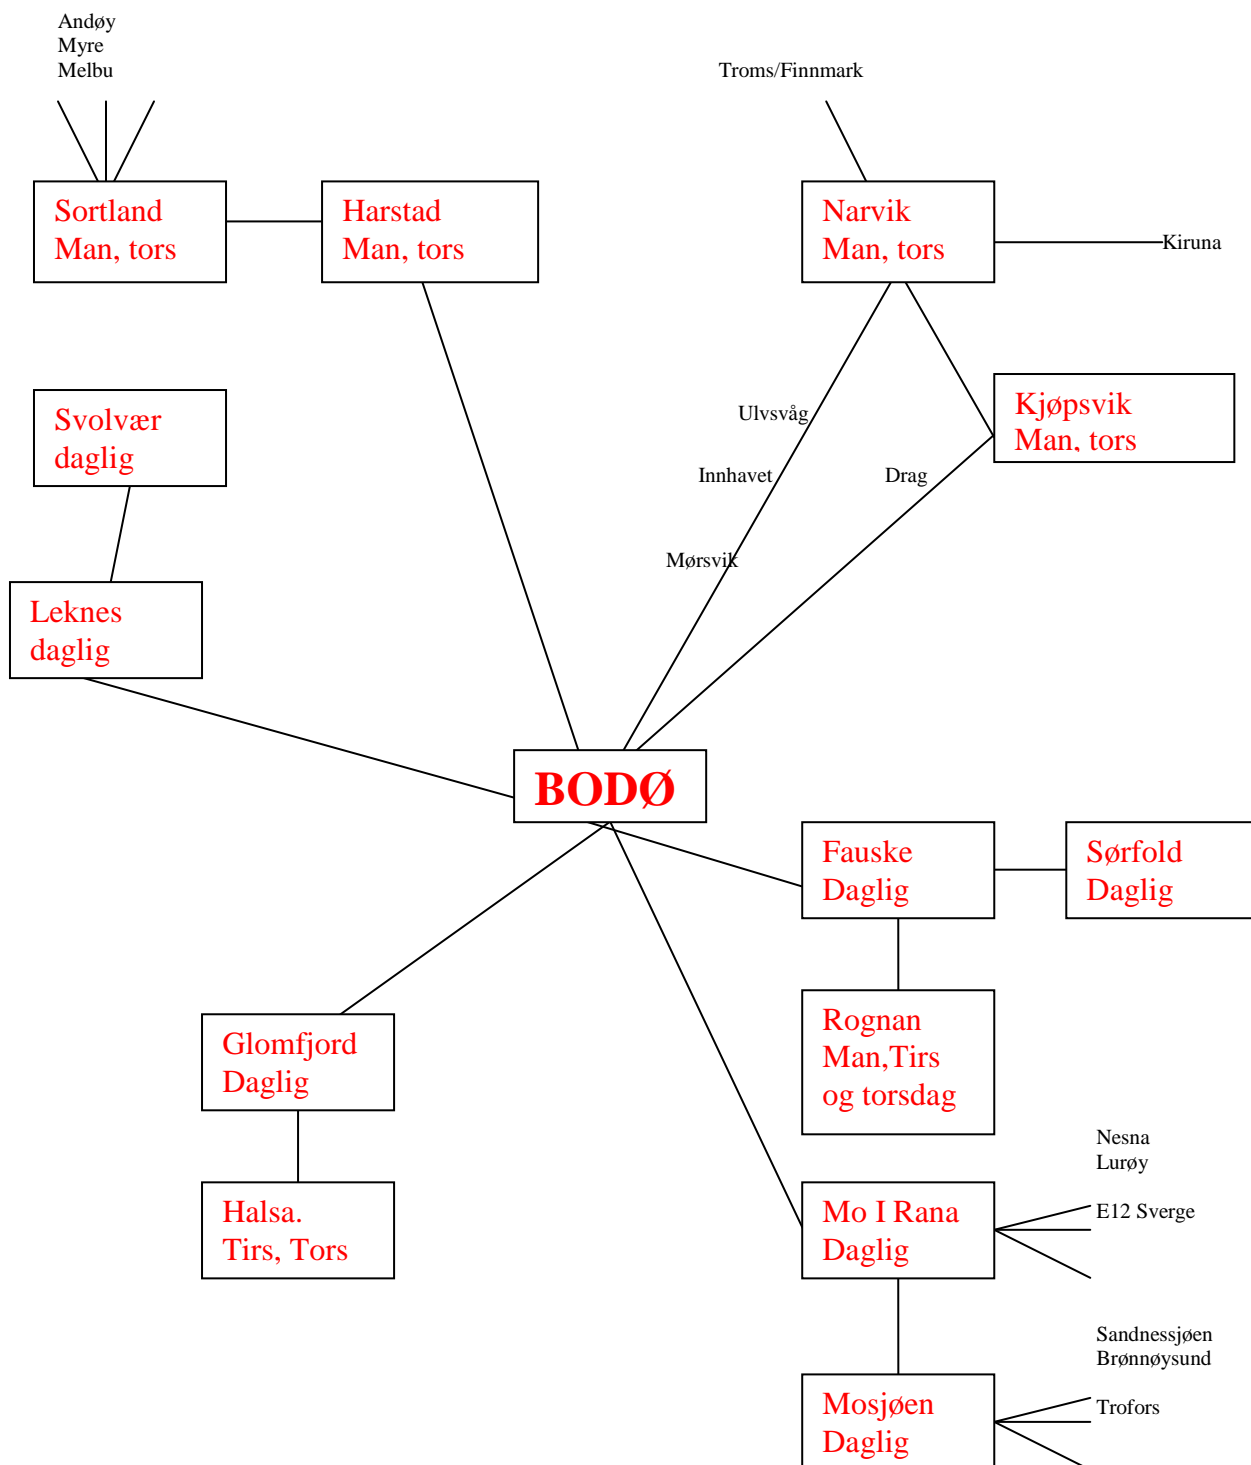 Andøy
Myre
Melbu
Troms/Finnmark
Sortland
Man, tors
Harstad
Man, tors
Narvik
Man, tors
Kiruna
Svolvær
daglig
Kjøpsvik
Man, tors
Ulvsvåg
Innhavet
Drag
Mørsvik
Leknes
daglig
BODØ
Fauske
Daglig
Sørfold
Daglig
Rognan
Man,Tirs
og torsdag
Glomfjord
Daglig
Halsa.
Tirs, Tors
Nesna
Lurøy
Mo I Rana
Daglig
E12 Sverge
Sandnessjøen
Brønnøysund
Mosjøen
Daglig
Trofors